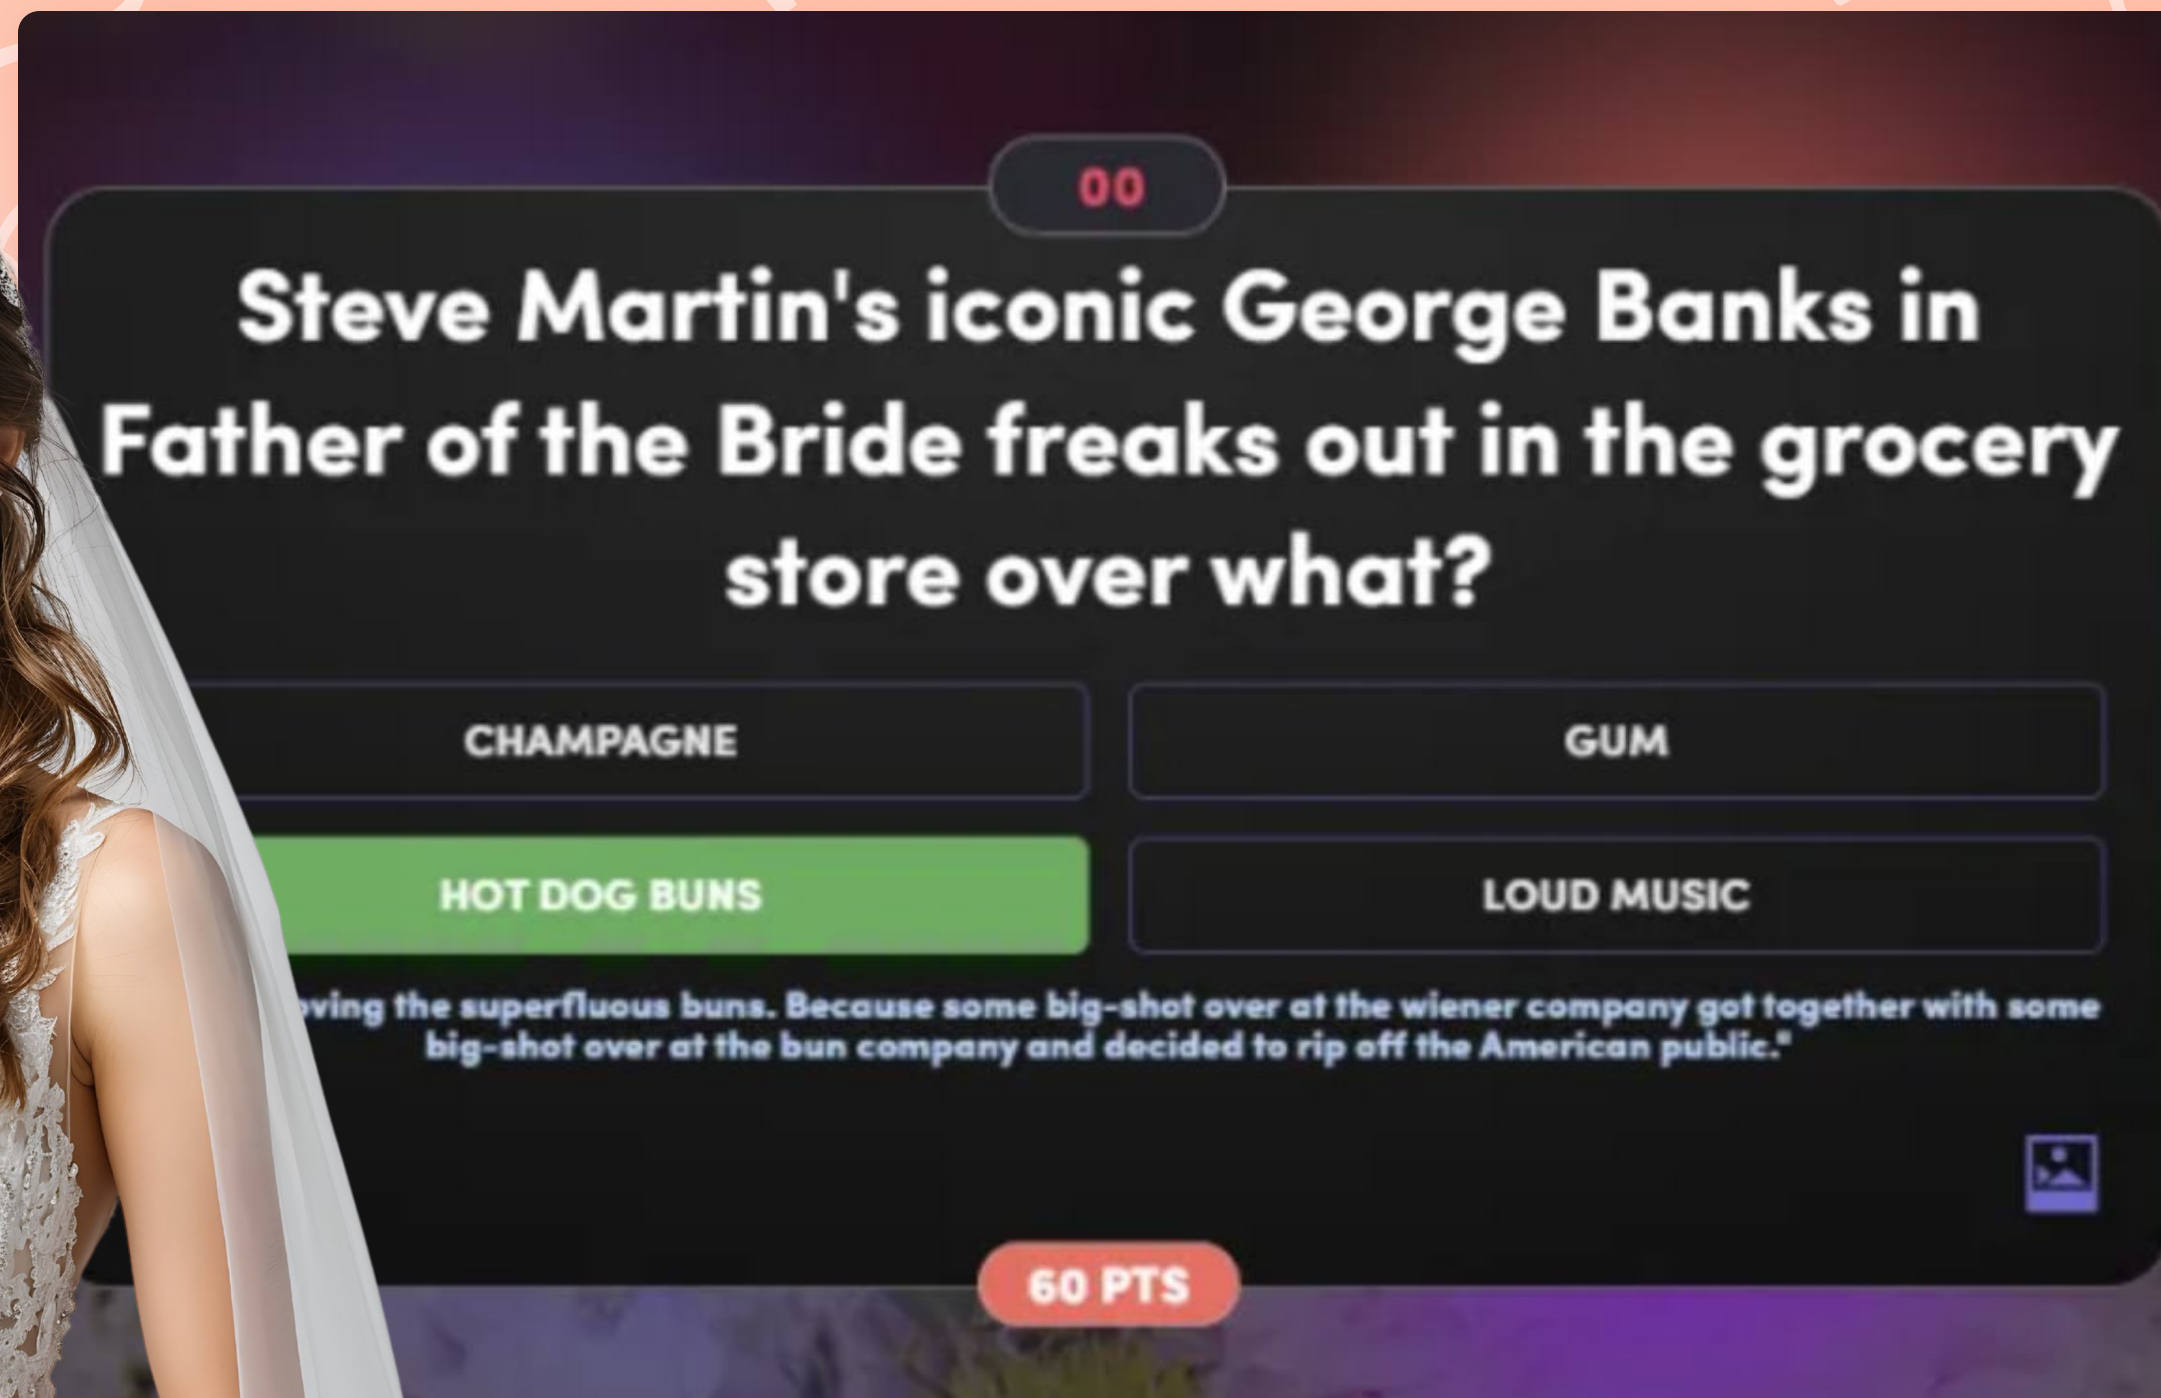 00
Steve Martin's iconic George Banks in
Father of the Bride freaks out in the grocery
store over what?
CHAMPAGNE
GUM
HOT DOG BUNS
LOUD MUSIC
the superfluous buns. Because some big-shot over at the wiener company got together with some
big-shot over at the bun company and decided to rip off the American public."
60 PTS